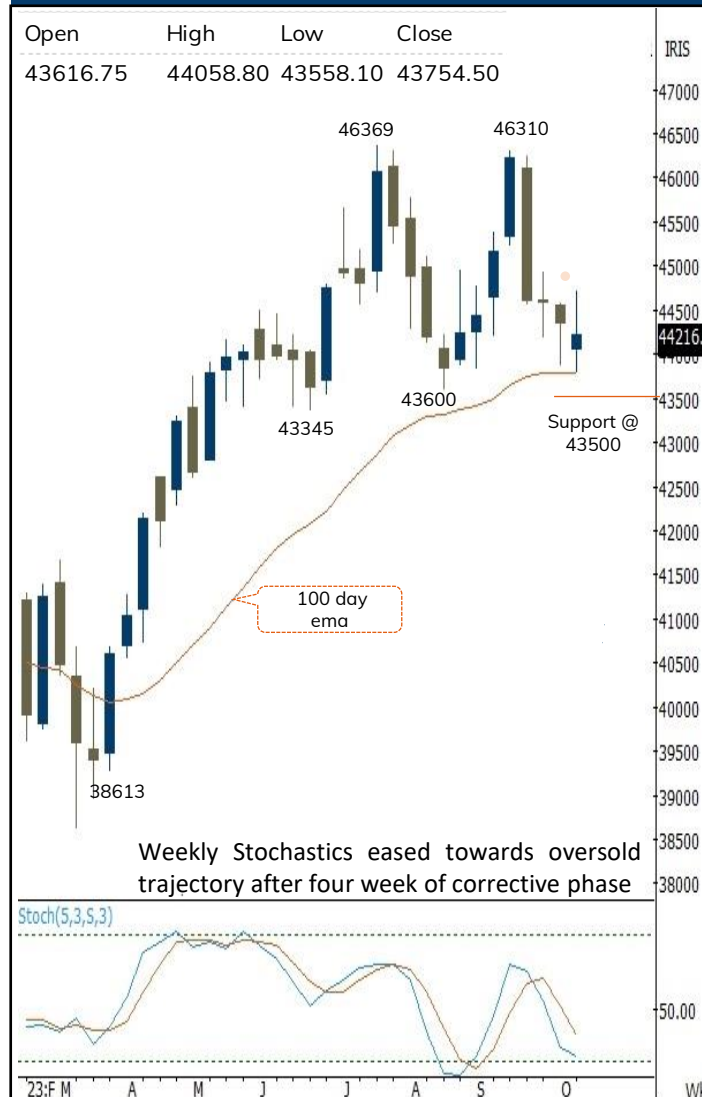 Open High Low Close
43616.75 44058.80 43558.10 43754.50
IRIS
47000
46369 46310
46500
46000
45500
45000
44500
44216.
43600
43500
43345
Support @
43500
43000
42500
42000
41500
100 day
ema
41000
40500
40000
39500
38613
39000
38500
Weekly Stochastics eased towards oversold
trajectory after four week of corrective phase
38000
Stoch(5,3,S,3)
50.00
23:F M A M J J A S O